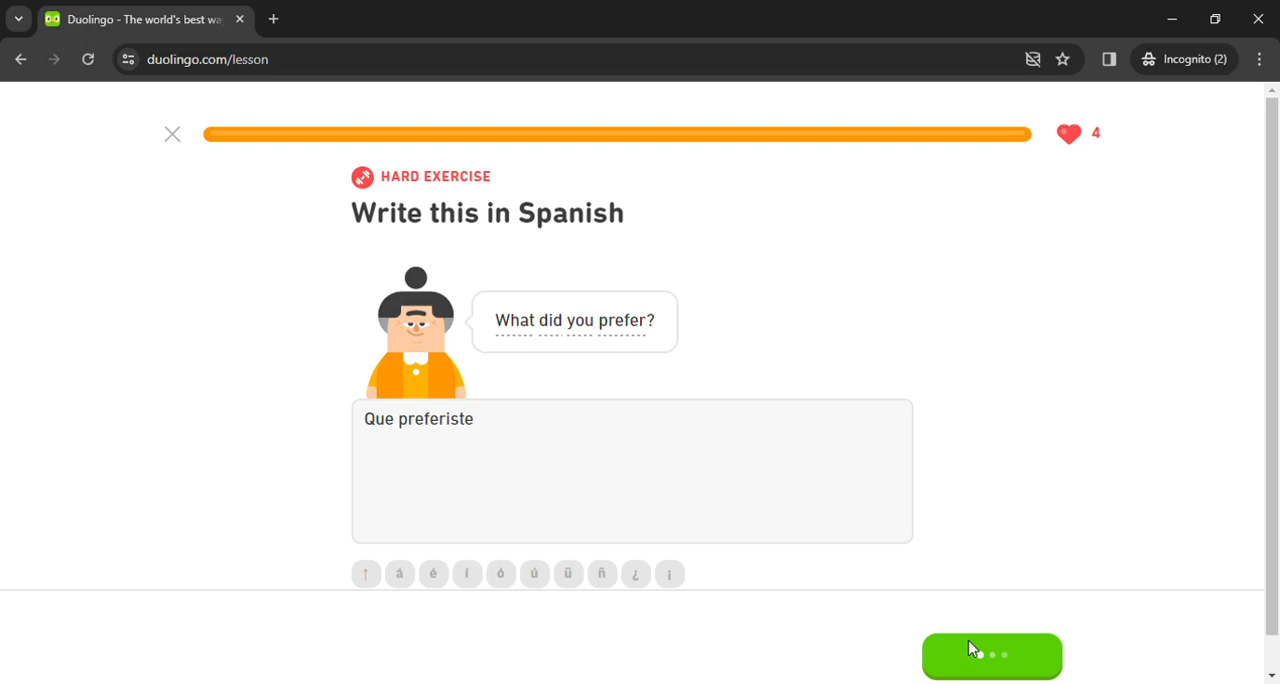 Duolingo - The world's best wa
duolingo.com/lesson
Incognito (2)
4
HARD EXERCISE
Write this in Spanish
What did you prefer?
Que preferiste
↑ á é í ó ú ü ñ ¿ ¡